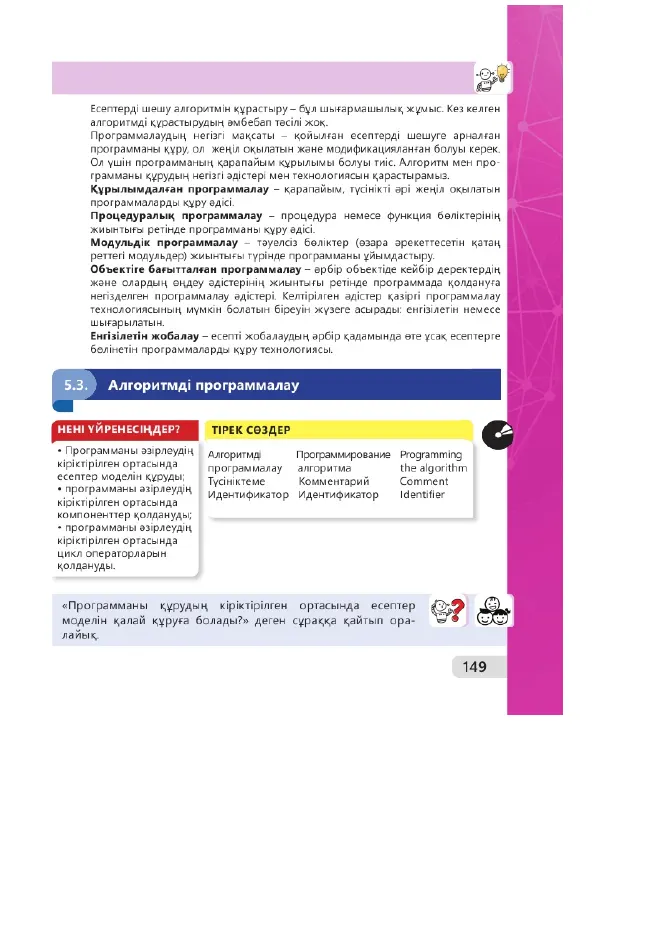 Есептерді шешу алгоритмін құрастыру – бұл шығармашылық жұмыс. Кез келген
алгоритмді құрастырудың әмбебап тәсілі жоқ.
Программалаудың негізгі мақсаты – қойылған есептерді шешуге арналған
программаны құру, ол жеңіл оқылатын және модификацияланған болуы керек.
Ол үшін программаның қарапайым құрылымы болуы тиіс. Алгоритм мен про-
грамманы құрудың негізгі әдістері мен технологиясын қарастырамыз.
Құрылымдалған программалау – қарапайым, түсінікті әрі жеңіл оқылатын
программаларды құру әдісі.
Процедуралық программалау – процедура немесе функция бөліктерінің
жиынтығы ретінде программаны құру әдісі.
Модульдік программалау – тәуелсіз бөліктер (өзара әрекеттесетін қатаң
реттегі модульдер) жиынтығы түрінде программаны ұйымдастыру.
Объектіге бағытталған программалау – әрбір объектіде кейбір деректердің
және олардың өңдеу әдістерінің жиынтығы ретінде программада қолдануға
негізделген программалау әдістері. Келтірілген әдістер қазіргі программалау
технологиясының мүмкін болатын біреуін жүзеге асырады: енгізілетін немесе
шығарылатын.
Енгізілетін жобалау – есепті жобалаудың әрбір қадамында өте ұсақ есептерге
бөлінетін программаларды құру технологиясы.
5.3. Алгоритмді программалау
НЕНІ ҮЙРЕНЕСІҢДЕР?
• Программаны әзірлеудің
кіріктірілген ортасында
есептер моделін құруды;
• программаны әзірлеудің
кіріктірілген ортасында
компоненттер қолдануды;
• программаны әзірлеудің
кіріктірілген ортасында
цикл операторларын
қолдануды.
ТІРЕК СӨЗДЕР
Алгоритмді Программирование Programming
программалау алгоритма the algorithm
Түсініктеме Комментарий Comment
Идентификатор Идентификатор Identifier
«Программаны құрудың кіріктірілген ортасында есептер
моделін қалай құруға болады?» деген сұраққа қайтып ора-
лайық.
149